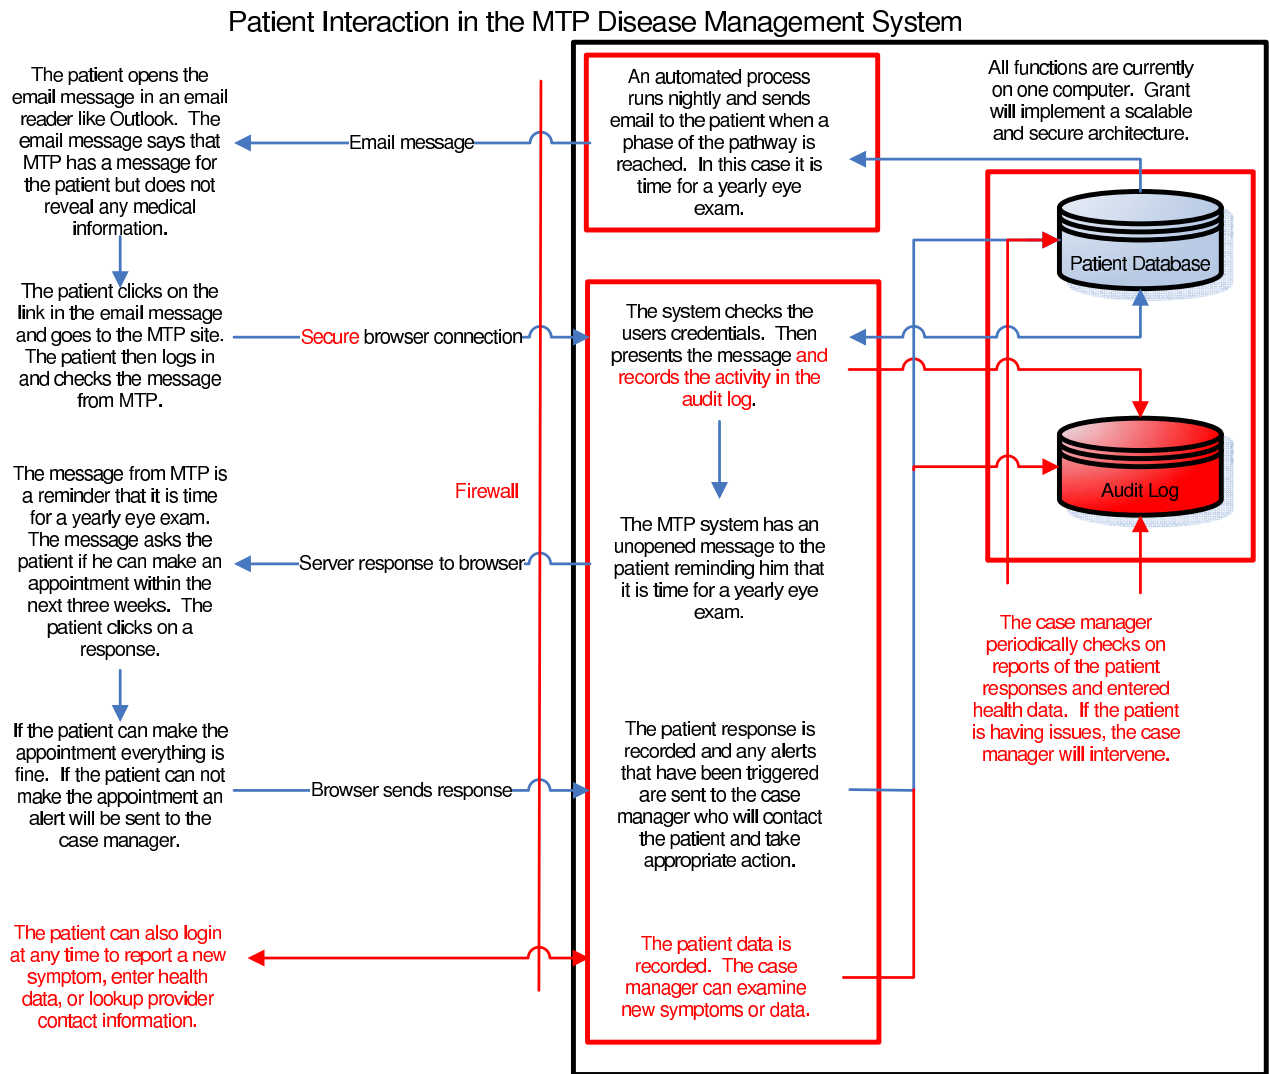 Patient Interaction in the MTP Disease Management System
The patient opens the
email message in an email
reader like Outlook. The
email message says that
MTP has a message for
the patient but does not
reveal any medical
information.
Email message
An automated process
runs nightly and sends
email to the patient when a
phase of the pathway is
reached. In this case it is
time for a yearly eye
exam.
All functions are currently
on one computer. Grant
will implement a scalable
and secure architecture.
Patient Database
The patient clicks on the
link in the email message
and goes to the MTP site.
The patient then logs in
and checks the message
from MTP.
Secure browser connection
The system checks the
users credentials. Then
presents the message and
records the activity in the
audit log.
Audit Log
Firewall
The message from MTP is
a reminder that it is time
for a yearly eye exam.
The message asks the
patient if he can make an
appointment within the
next three weeks. The
patient clicks on a
response.
Server response to browser
The MTP system has an
unopened message to the
patient reminding him that
it is time for a yearly eye
exam.
The case manager
periodically checks on
reports of the patient
responses and entered
health data. If the patient
is having issues, the case
manager will intervene.
If the patient can make the
appointment everything is
fine. If the patient can not
make the appointment an
alert will be sent to the
case manager.
Browser sends response
The patient response is
recorded and any alerts
that have been triggered
are sent to the case
manager who will contact
the patient and take
appropriate action.
The patient can also login
at any time to report a new
symptom, enter health
data, or lookup provider
contact information.
The patient data is
recorded. The case
manager can examine
new symptoms or data.